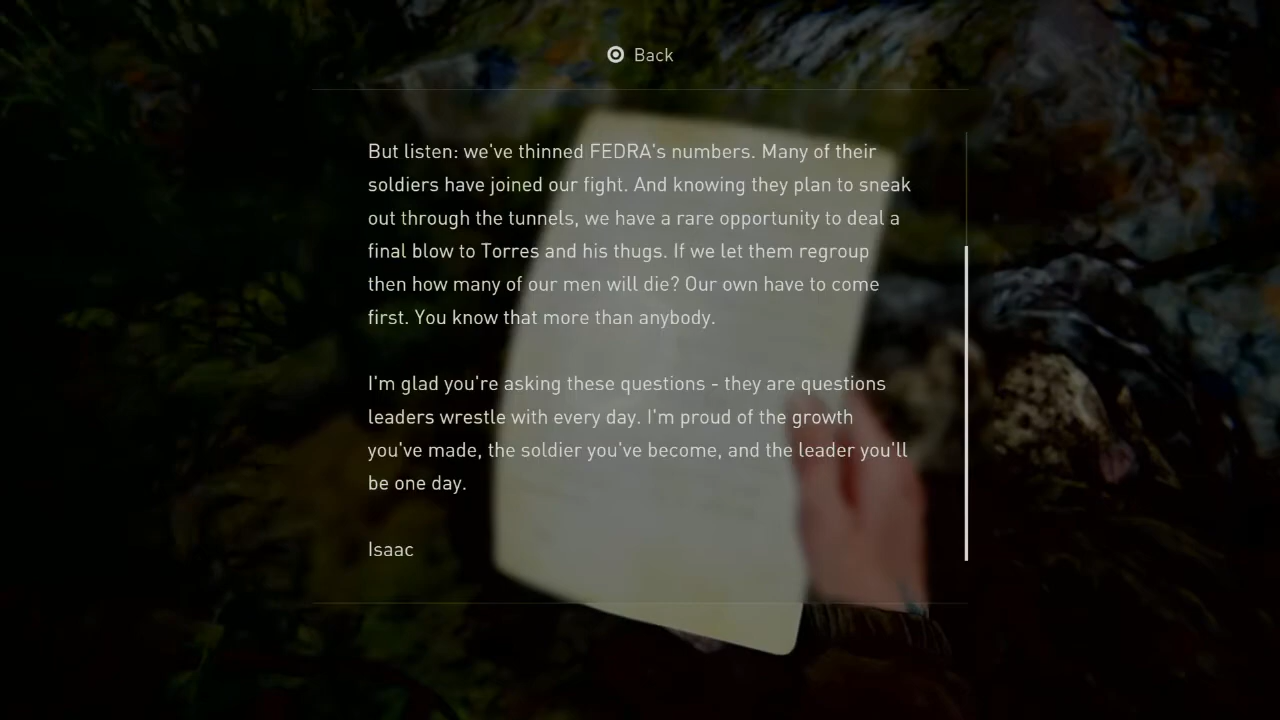 Back
But listen: we've thinned FEDRA's numbers. Many of their
soldiers have joined our fight. And knowing they plan to sneak
out through the tunnels, we have a rare opportunity to deal a
final blow to Torres and his thugs. If we let them regroup
then how many of our men will die? Our own have to come
first. You know that more than anybody.
I'm glad you're asking these questions - they are questions
leaders wrestle with every day. I'm proud of the growth
you've made, the soldier you've become, and the leader you'll
be one day.
Isaac